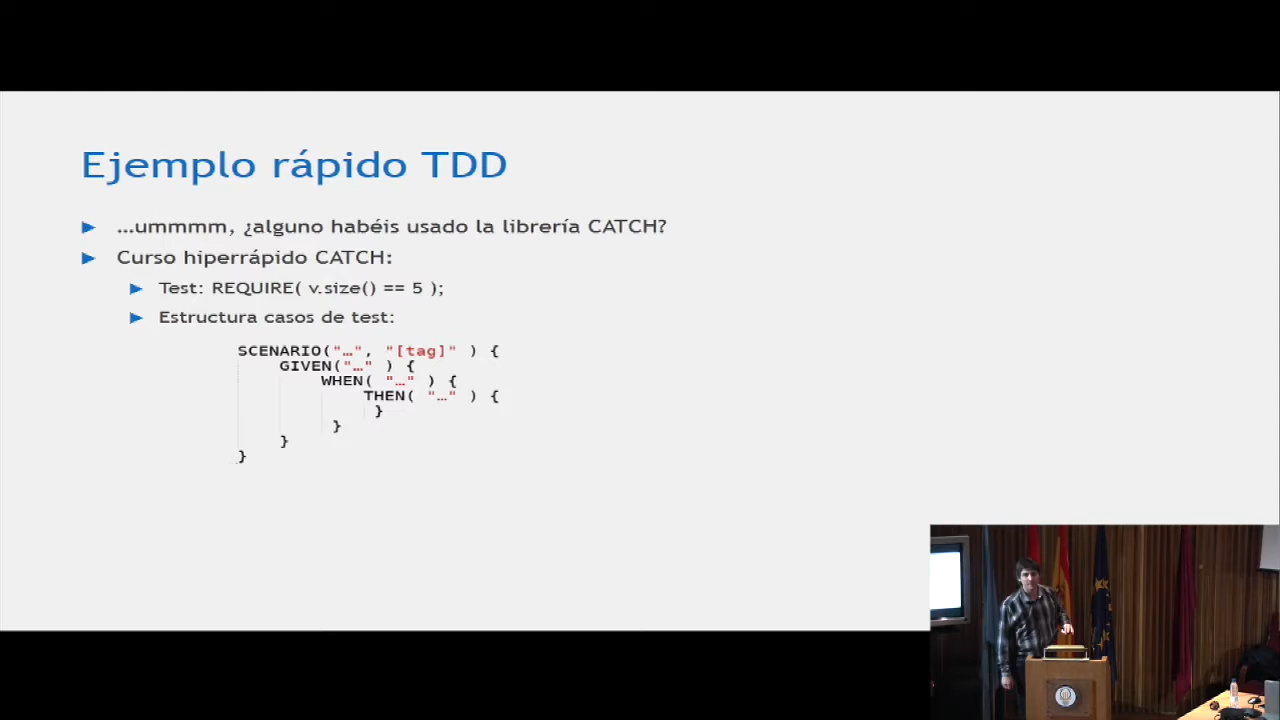 Ejemplo rápido TDD
...ummmm, ¿alguno habéis usado la librería CATCH?
Curso hiperrápido CATCH:
Test: REQUIRE( v.size() == 5 );
Estructura casos de test:
SCENARIO("…", "[tag]" ) {
GIVEN("…" ) {
WHEN( "…" ) {
THEN( "…" ) {
}
}
}
}